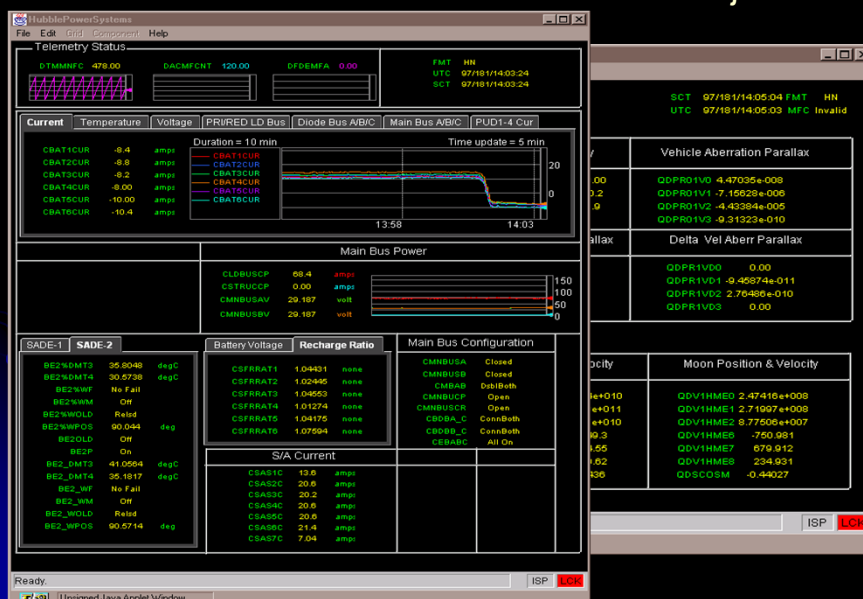 HubblePowerSystems
File Edit Grid Component Help
Telemetry Status
DTMMNFC 478.00 DACMFCNT 120.00 DFDEMFA 0.00
FMT HN
UTC 97/181/14:03:24
SCT 97/181/14:03:24
Current Temperature Voltage PRI/RED LD Bus Diode Bus A/B/C Main Bus A/B/C PUD1-4 Cur
Duration = 10 min Time update = 5 min
CBAT1CUR -8.4 amps
CBAT2CUR -8.8 amps
CBAT3CUR -8.2 amps
CBAT4CUR -8.00 amps
CBAT5CUR -10.00 amps
CBAT6CUR -10.4 amps
CBAT1CUR
CBAT2CUR
CBAT3CUR
CBAT4CUR
CBAT5CUR
CBAT6CUR
20
0
13:58 14:03
Main Bus Power
CLDBUSCP 68.4 amps
CSTRUCCP 0.00 amps
CMNBUSAV 29.187 volt
CMNBUSBV 29.187 volt
150
100
50
0
SADE-1 SADE-2
BE2%DMT3 35.8048 degC
BE2%DMT4 30.5738 degC
BE2%WF No Fail
BE2%WM Off
BE2%WOLD Relsd
BE2%WPOS 90.044 deg
BE2OLD Off
BE2P On
BE2_DMT3 41.0564 degC
BE2_DMT4 35.1817 degC
BE2_WF No Fail
BE2_WM Off
BE2_WOLD Relsd
BE2_WPOS 90.5714 deg
Battery Voltage Recharge Ratio
CSFRRAT1 1.04431 none
CSFRRAT2 1.02445 none
CSFRRAT3 1.04553 none
CSFRRAT4 1.01274 none
CSFRRAT5 1.04175 none
CSFRRAT6 1.07594 none
S/A Current
CSAS1C 13.6 amps
CSAS2C 20.6 amps
CSAS3C 20.2 amps
CSAS4C 20.6 amps
CSAS5C 20.6 amps
CSAS6C 21.4 amps
CSAS7C 7.04 amps
Main Bus Configuration
CMNBUSA Closed
CMNBUSB Closed
CMBAB DsblBoth
CMNBUCP Open
CMNBUSCR Open
CBDBA_C ConnBoth
CBDBB_C ConnBoth
CEBABC All On
Ready. ISP LCK
Unsigned Java Applet Window
SCT 97/181/14:05:04 FMT HN
UTC 97/181/14:05:03 MFC Invalid
Vehicle Aberration Parallax
QDPR01V0 4.47035e-008
QDPR01V1 -7.15628e-006
QDPR01V2 -4.43384e-005
QDPR01V3 -9.31323e-010
Delta Vel Aberr Parallax
QDPR1VD0 0.00
QDPR1VD1 -9.45874e-011
QDPR1VD2 2.76486e-010
QDPR1VD3 0.00
Moon Position & Velocity
QDV1HME0 2.47416e+008
QDV1HME1 2.71997e+008
QDV1HME2 8.77506e+007
QDV1HME6 -750.981
QDV1HME7 679.912
QDV1HME8 234.931
QDSCOSM -0.44027
ISP LCK